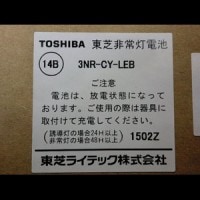 TOSHIBA 東芝非常灯電池
14B 3NR-CY-LEB
ご注意
電池は、放電状態になって
おります。ご使用の際は器具に
取付けて充電してください。
(誘導灯の場合24H以上
非常灯の場合48H以上) 1502Z
東芝ライテック株式会社